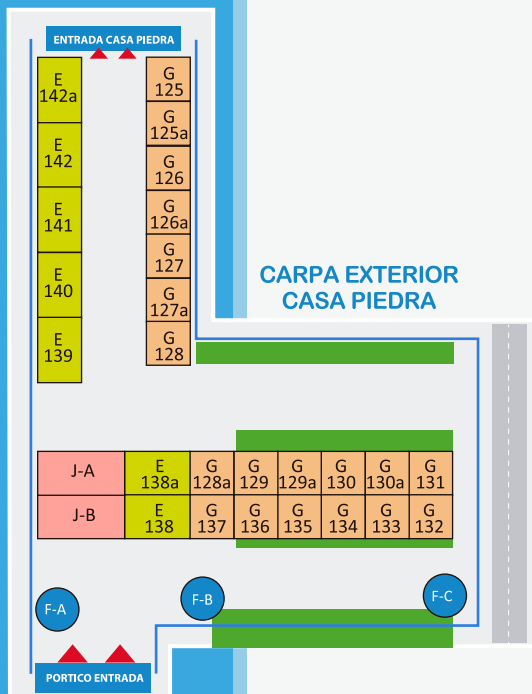 ENTRADA CASA PIEDRA
E
142a
E
142
E
141
E
140
E
139
G
125
G
125a
G
126
G
126a
G
127
G
127a
G
128
CARPA EXTERIOR
CASA PIEDRA
J-A
E
138a
G
128a
G
129
G
129a
G
130
G
130a
G
131
J-B
E
138
G
137
G
136
G
135
G
134
G
133
G
132
F-A
F-B
F-C
PORTICO ENTRADA